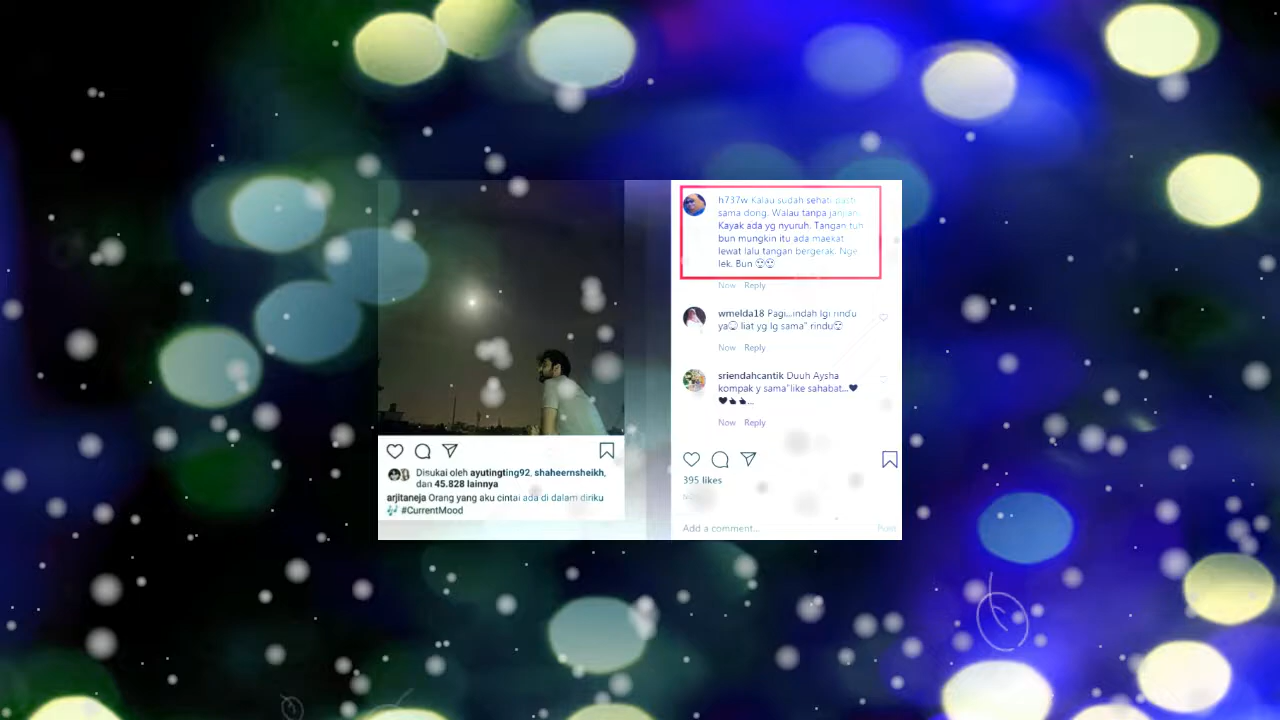 Disukai oleh ayutingting92, shaheernsheikh,
dan 45.828 lainnya
arjitaneja Orang yang aku cintai ada di dalam diriku
#CurrentMood
h737w Kalau sudah sehati pasti
sama dong. Walau tanpa janjian.
Kayak ada yg nyuruh. Tangan tuh
bun mungkin itu ada maekat
lewat lalu tangan bergerak. Nge
lek. Bun
Now Reply
wmelda18 Pagi...indah lgi rindu
ya liat yg lg sama" rindu
Now Reply
sriendahcantik Duuh Aysha
kompak y sama"like sahabat...
...
Now Reply
395 likes
Add a comment...
Post